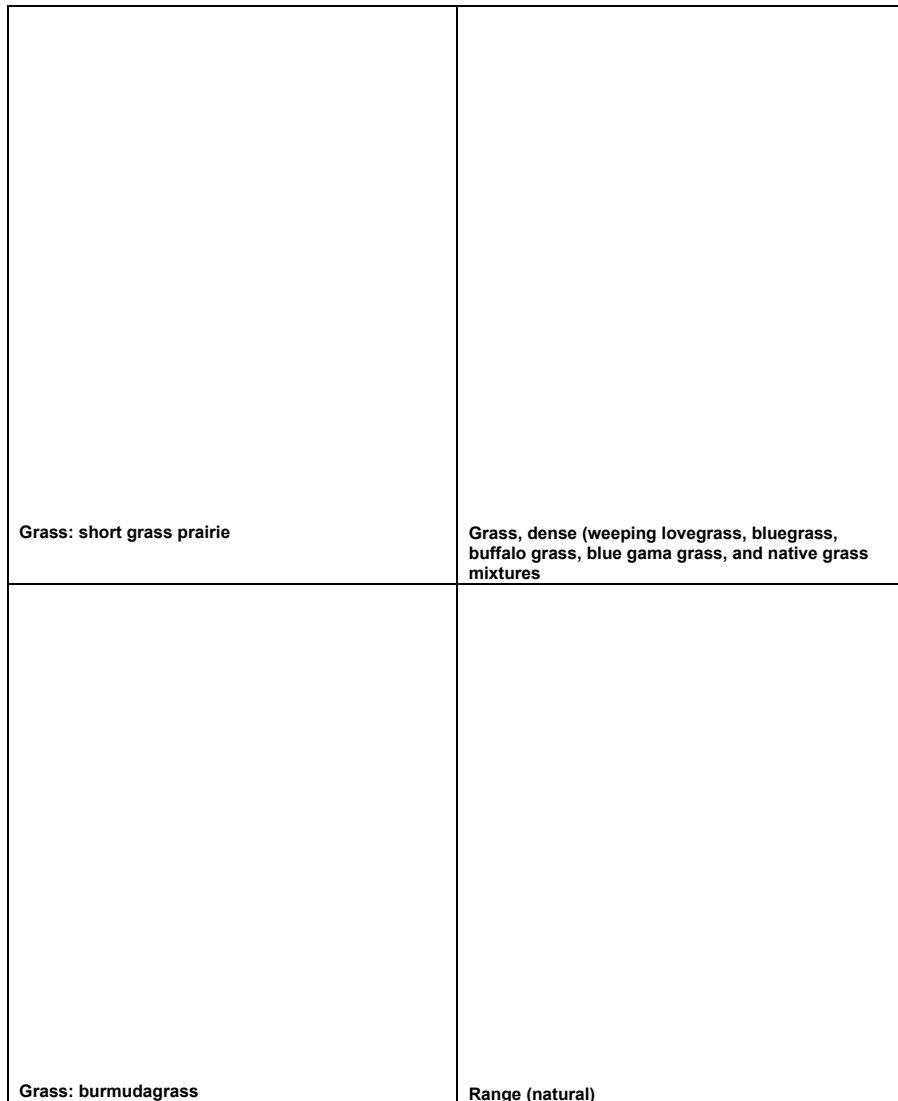 Grass: short grass prairie
Grass, dense (weeping lovegrass, bluegrass,
buffalo grass, blue gama grass, and native grass
mixtures
Grass: burmudagrass
Range (natural)